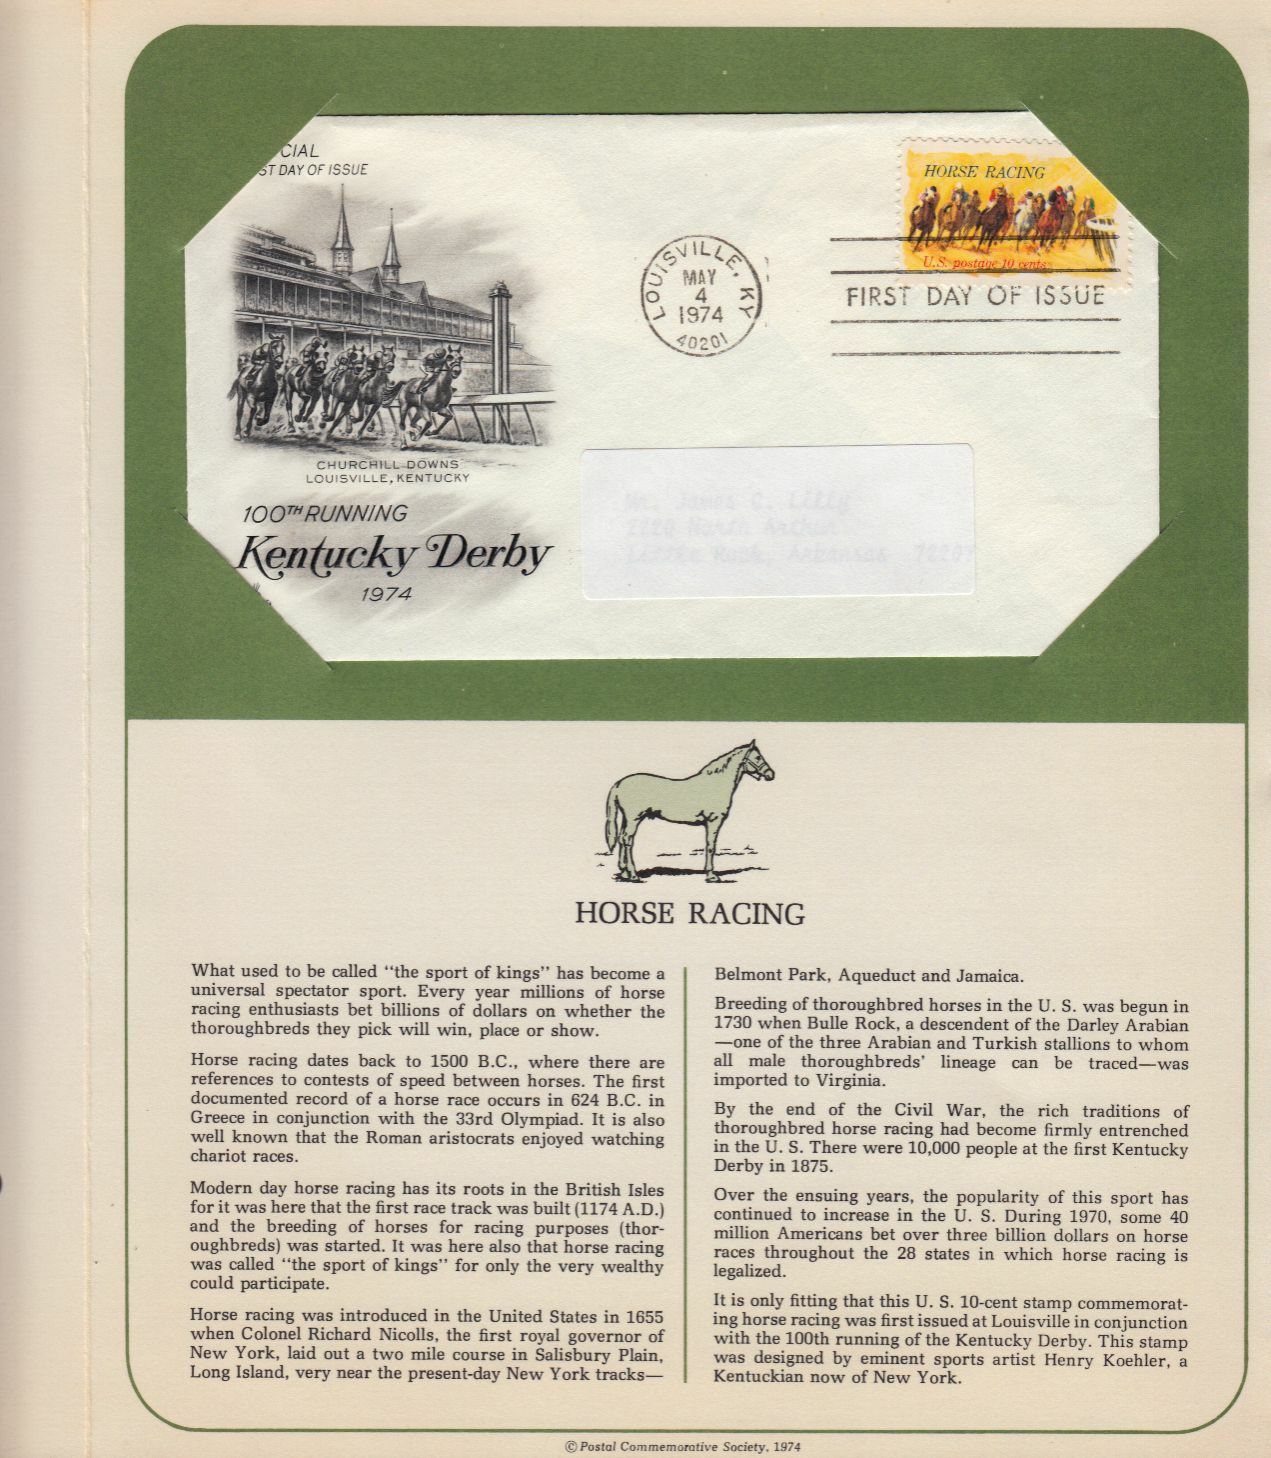 CIAL
ST DAY OF ISSUE
HORSE RACING
U.S. postage 10 cents
LOUISVILLE, KY
MAY
4
1974
40201
FIRST DAY OF ISSUE
CHURCHILL DOWNS
LOUISVILLE, KENTUCKY
100TH RUNNING
Kentucky Derby
1974
Mr. James C. Lilly
North
Little Rock, Arkansas
HORSE RACING
What used to be called "the sport of kings" has become a
universal spectator sport. Every year millions of horse
racing enthusiasts bet billions of dollars on whether the
thoroughbreds they pick will win, place or show.
Horse racing dates back to 1500 B.C., where there are
references to contests of speed between horses. The first
documented record of a horse race occurs in 624 B.C. in
Greece in conjunction with the 33rd Olympiad. It is also
well known that the Roman aristocrats enjoyed watching
chariot races.
Modern day horse racing has its roots in the British Isles
for it was here that the first race track was built (1174 A.D.)
and the breeding of horses for racing purposes (thor-
oughbreds) was started. It was here also that horse racing
was called "the sport of kings" for only the very wealthy
could participate.
Horse racing was introduced in the United States in 1655
when Colonel Richard Nicolls, the first royal governor of
New York, laid out a two mile course in Salisbury Plain,
Long Island, very near the present-day New York tracks—
Belmont Park, Aqueduct and Jamaica.
Breeding of thoroughbred horses in the U. S. was begun in
1730 when Bulle Rock, a descendent of the Darley Arabian
—one of the three Arabian and Turkish stallions to whom
all male thoroughbreds' lineage can be traced—was
imported to Virginia.
By the end of the Civil War, the rich traditions of
thoroughbred horse racing had become firmly entrenched
in the U. S. There were 10,000 people at the first Kentucky
Derby in 1875.
Over the ensuing years, the popularity of this sport has
continued to increase in the U. S. During 1970, some 40
million Americans bet over three billion dollars on horse
races throughout the 28 states in which horse racing is
legalized.
It is only fitting that this U. S. 10-cent stamp commemorat-
ing horse racing was first issued at Louisville in conjunction
with the 100th running of the Kentucky Derby. This stamp
was designed by eminent sports artist Henry Koehler, a
Kentuckian now of New York.
© Postal Commemorative Society, 1974